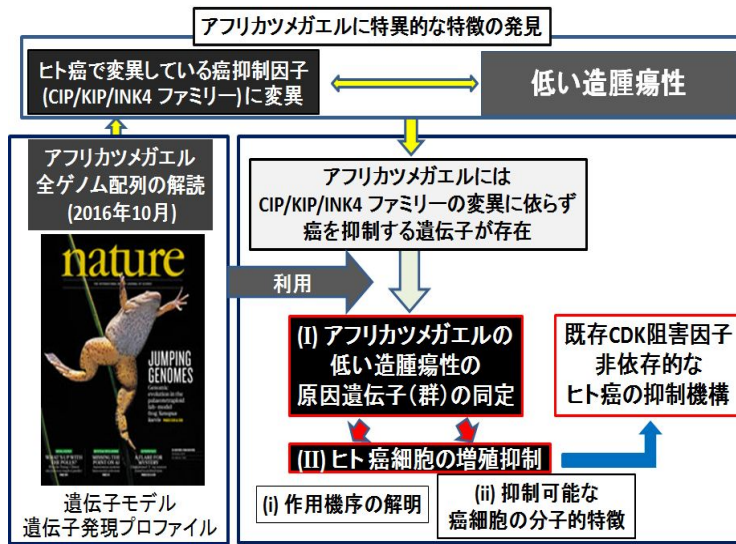 アフリカツメガエルに特異的な特徴の発見
ヒト癌で変異している癌抑制因子
(CIP/KIP/INK4 ファミリー)に変異
低い造腫瘍性
アフリカツメガエル
全ゲノム配列の解読
(2016年10月)
nature
JUMPING
GENOMES
遺伝子モデル
遺伝子発現プロファイル
アフリカツメガエルには
CIP/KIP/INK4 ファミリーの変異に依らず
癌を抑制する遺伝子が存在
利用
(I) アフリカツメガエルの
低い造腫瘍性の
原因遺伝子(群)の同定
(II) ヒト癌細胞の増殖抑制
(i) 作用機序の解明
(ii) 抑制可能な
癌細胞の分子的特徴
既存CDK阻害因子
非依存的な
ヒト癌の抑制機構